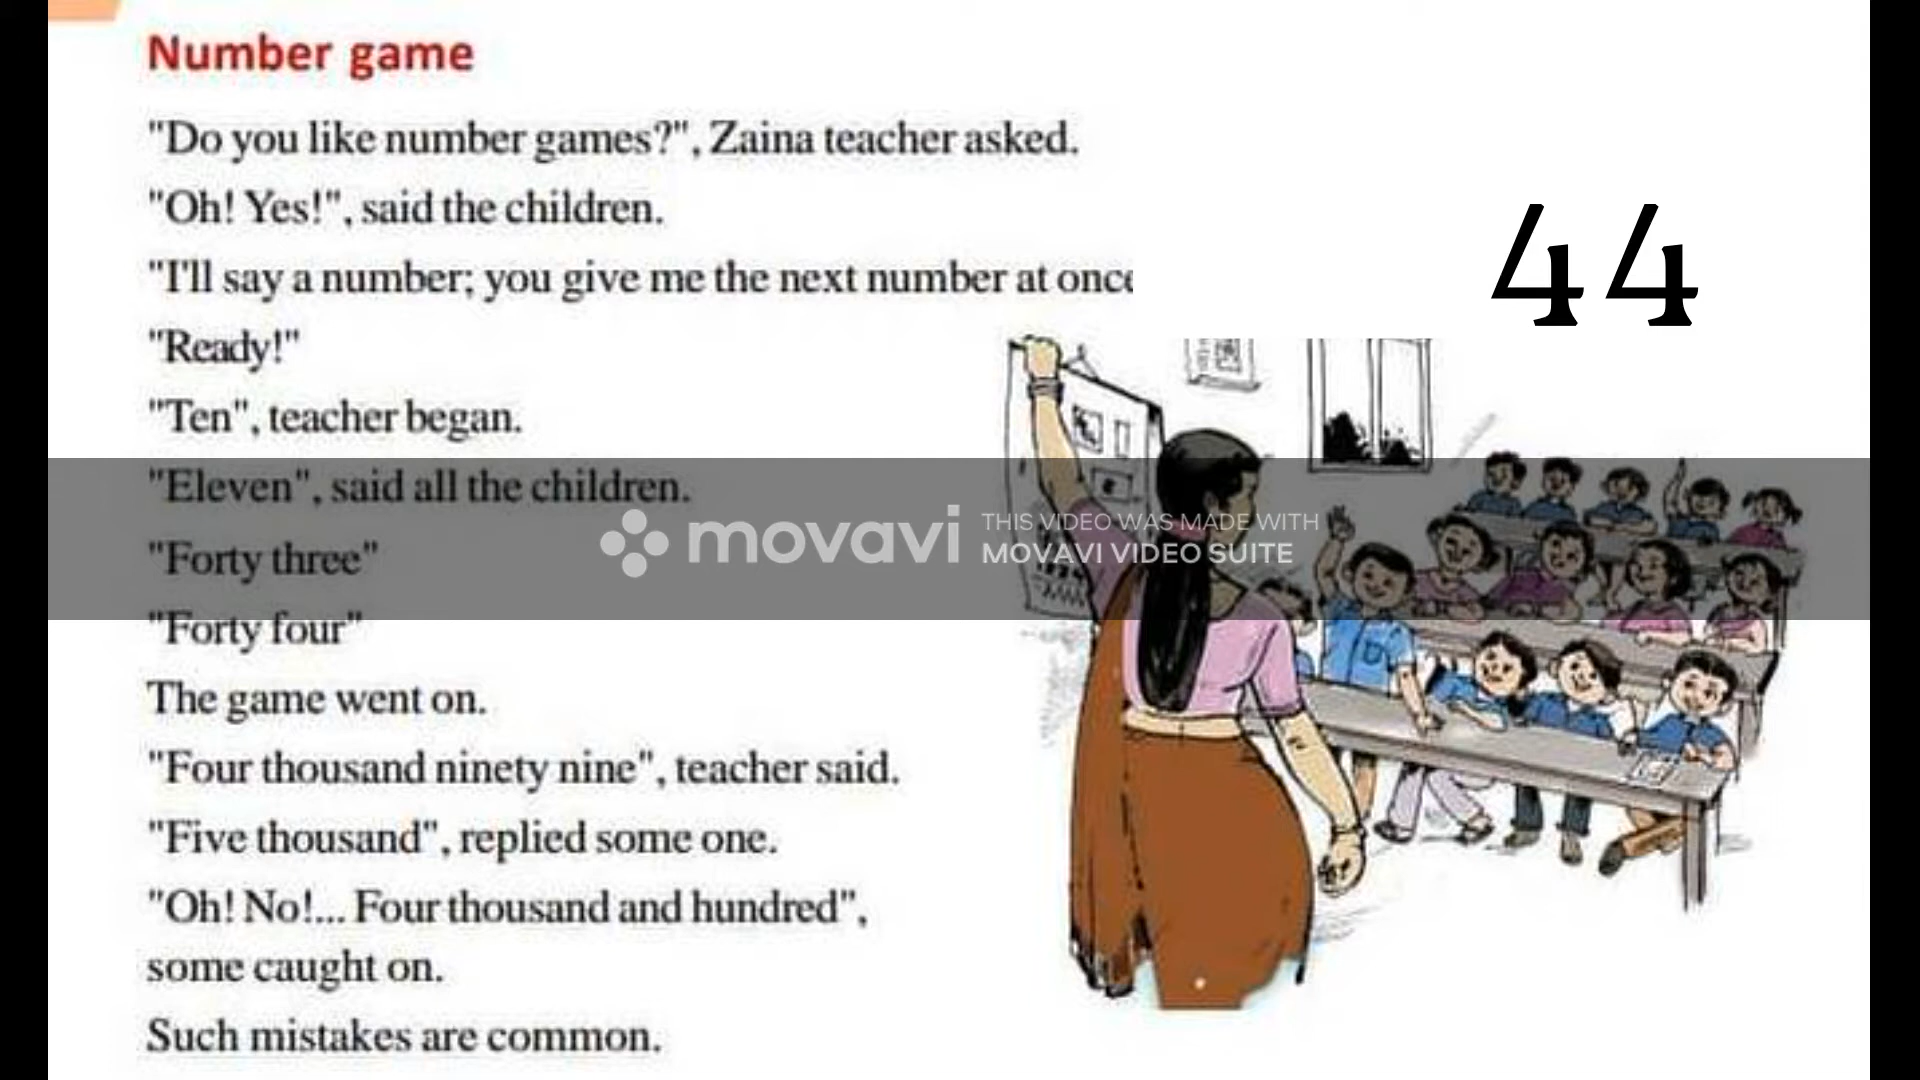 Number game
"Do you like number games?", Zaina teacher asked.
"Oh! Yes!", said the children.
"I'll say a number; you give me the next number at once
"Ready!"
"Ten", teacher began.
"Eleven", said all the children.
"Forty three"
"Forty four"
The game went on.
"Four thousand ninety nine", teacher said.
"Five thousand", replied some one.
"Oh! No!... Four thousand and hundred",
some caught on.
Such mistakes are common.
44
movavi
THIS VIDEO WAS MADE WITH
MOVAVI VIDEO SUITE